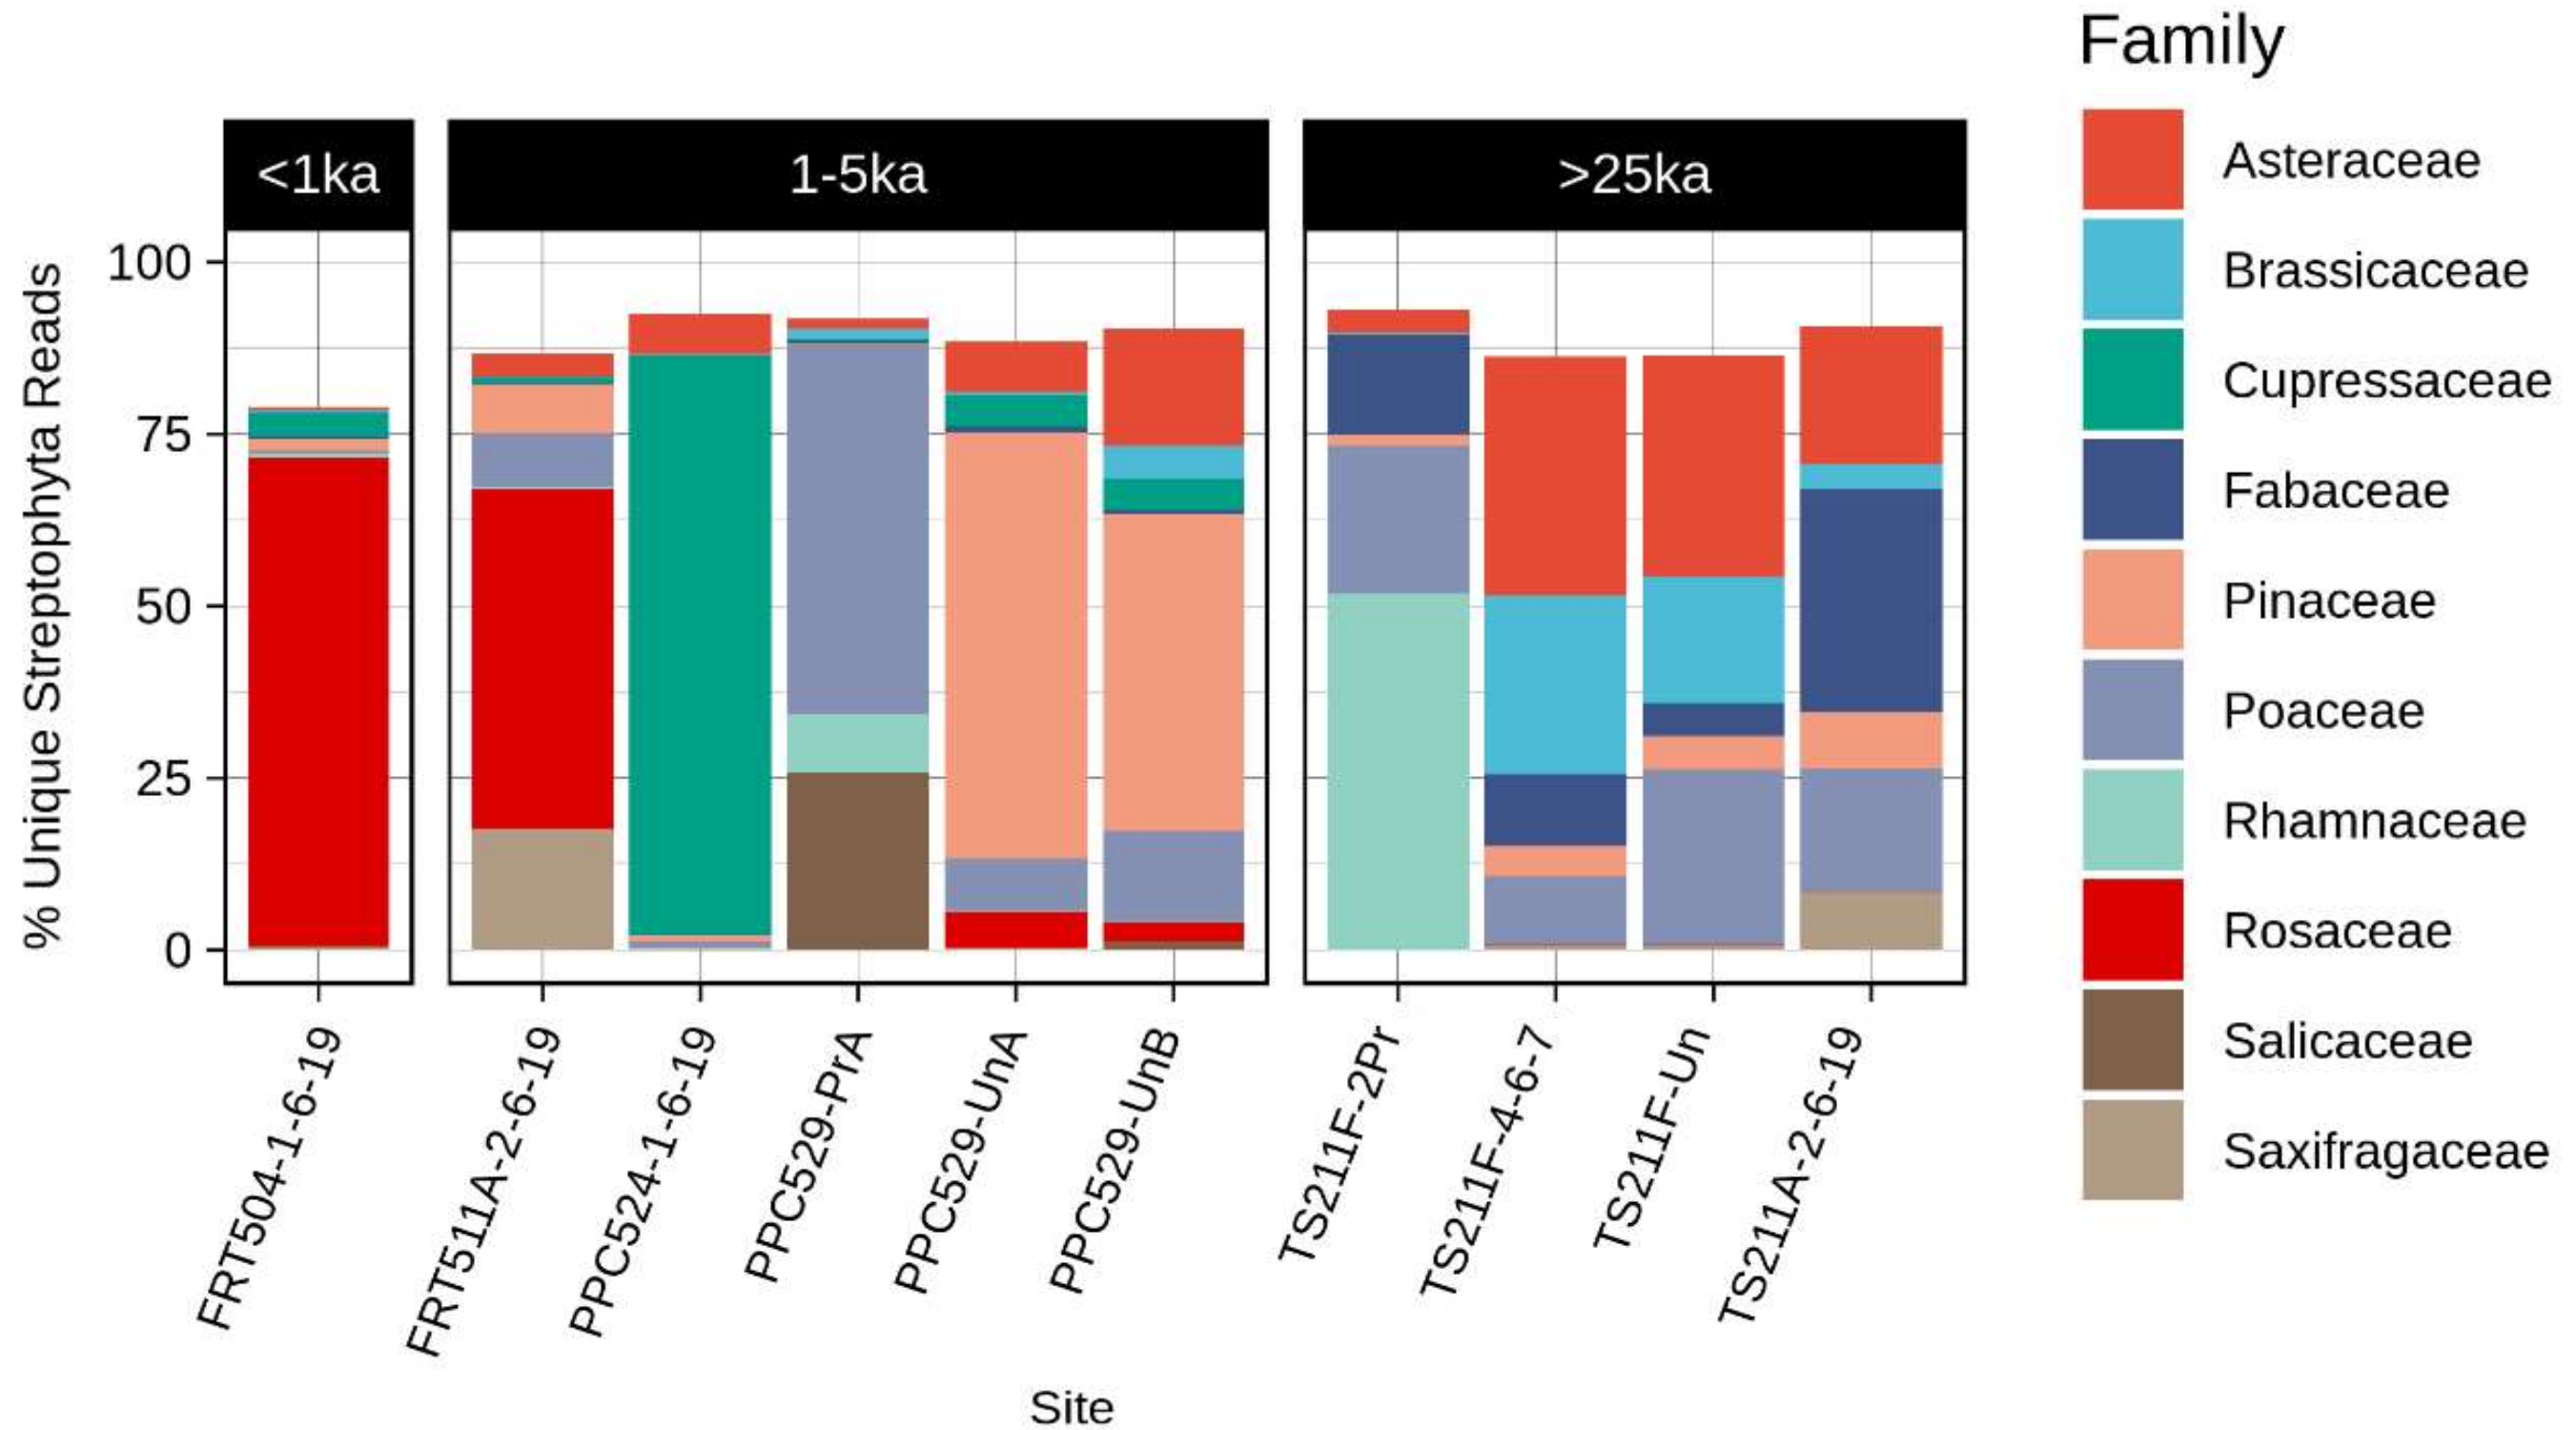 Family
<1ka
1-5ka
>25ka
% Unique Streptophyta Reads
100
75
50
25
0
FRT504-1-6-19
FRT511A-2-6-19
PPC524-1-6-19
PPC529-PrA
PPC529-UnA
PPC529-UnB
TS211F-2Pr
TS211F-4-6-7
TS211F-Un
TS211A-2-6-19
Site
Asteraceae
Brassicaceae
Cupressaceae
Fabaceae
Pinaceae
Poaceae
Rhamnaceae
Rosaceae
Salicaceae
Saxifragaceae